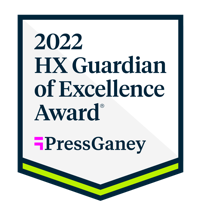 2022
HX Guardian
of Excellence
Award®
PressGaney